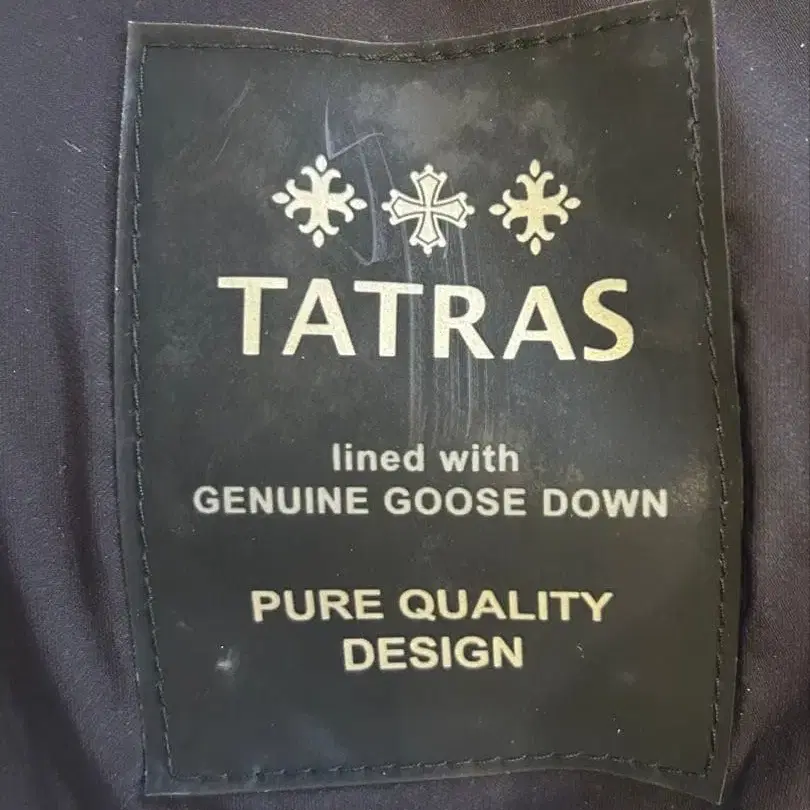 TATRAS
lined with
GENUINE GOOSE DOWN
PURE QUALITY
DESIGN